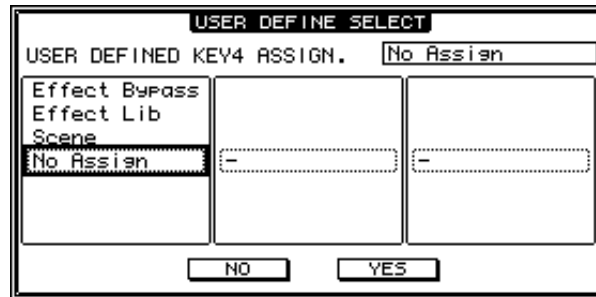 USER DEFINE SELECT
USER DEFINED KEY4 ASSIGN. No Assign
Effect Bypass
Effect Lib
Scene
No Assign - -
NO YES